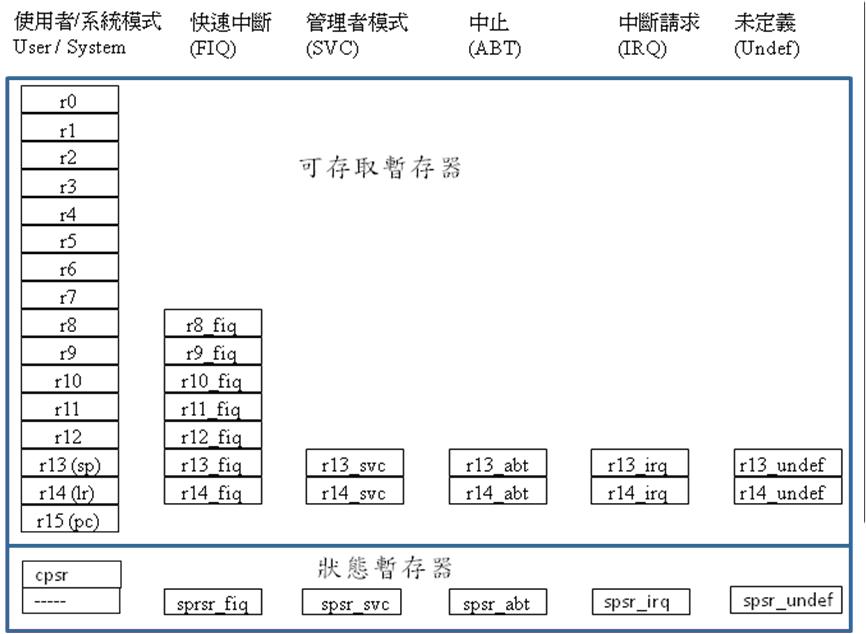 使用者/系統模式 快速中斷 管理者模式 中止 中斷請求 未定義
User / System (FIQ) (SVC) (ABT) (IRQ) (Undef)
r0
r1
可存取暫存器
r2
r3
r4
r5
r6
r7
r8 r8_fiq
r9 r9_fiq
r10 r10_fiq
r11 r11_fiq
r12 r12_fiq
r13 (sp) r13_fiq r13_svc r13_abt r13_irq r13_undef
r14 (lr) r14_fiq r14_svc r14_abt r14_irq r14_undef
r15 (pc)
狀態暫存器
cpsr
----- sprsr_fiq spsr_svc spsr_abt spsr_irq spsr_undef